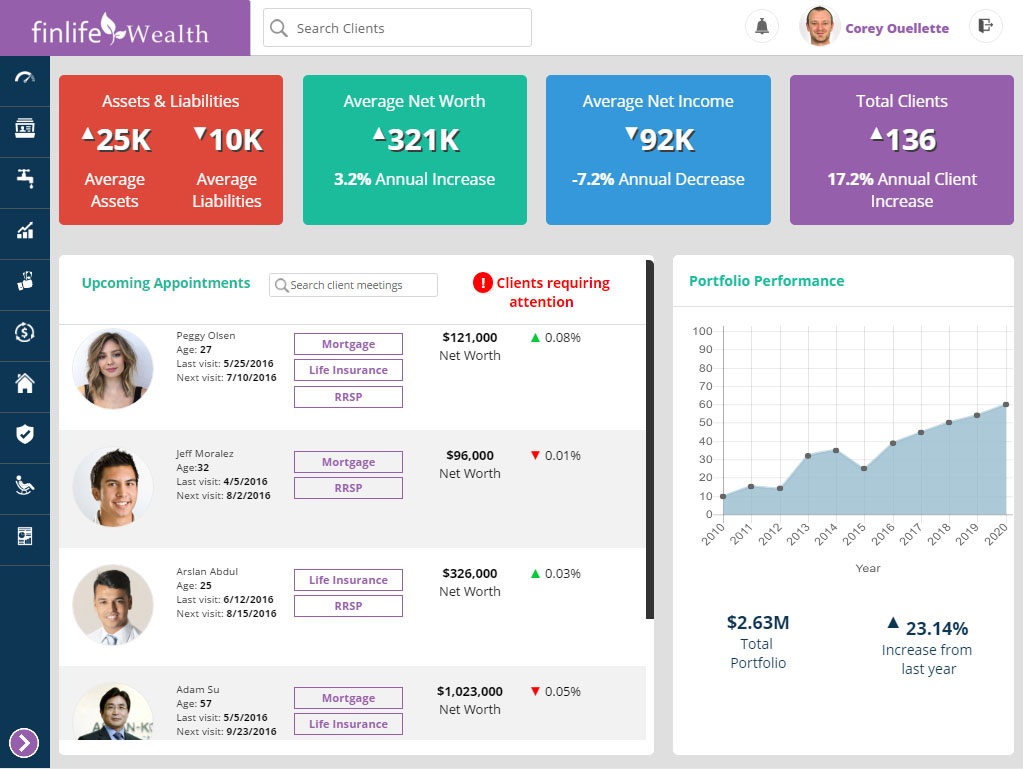 finlife Wealth
Search Clients
Corey Ouellette
Assets & Liabilities
25K 10K
Average Average
Assets Liabilities
Average Net Worth
321K
3.2% Annual Increase
Average Net Income
92K
-7.2% Annual Decrease
Total Clients
136
17.2% Annual Client
Increase
Upcoming Appointments
Search client meetings
! Clients requiring
attention
Peggy Olsen
Age: 27
Last visit: 5/25/2016
Next visit: 7/10/2016
Mortgage
Life Insurance
RRSP
$121,000
Net Worth
0.08%
Jeff Moralez
Age:32
Last visit: 4/5/2016
Next visit: 8/2/2016
Mortgage
RRSP
$96,000
Net Worth
0.01%
Arslan Abdul
Age: 25
Last visit: 6/12/2016
Next visit: 8/15/2016
Life Insurance
RRSP
$326,000
Net Worth
0.03%
Adam Su
Age: 57
Last visit: 5/5/2016
Next visit: 9/23/2016
Mortgage
Life Insurance
$1,023,000
Net Worth
0.05%
Portfolio Performance
100
90
80
70
60
50
40
30
20
10
0
2010 2011 2012 2013 2014 2015 2016 2017 2018 2019 2020
Year
$2.63M
Total
Portfolio
23.14%
Increase from
last year